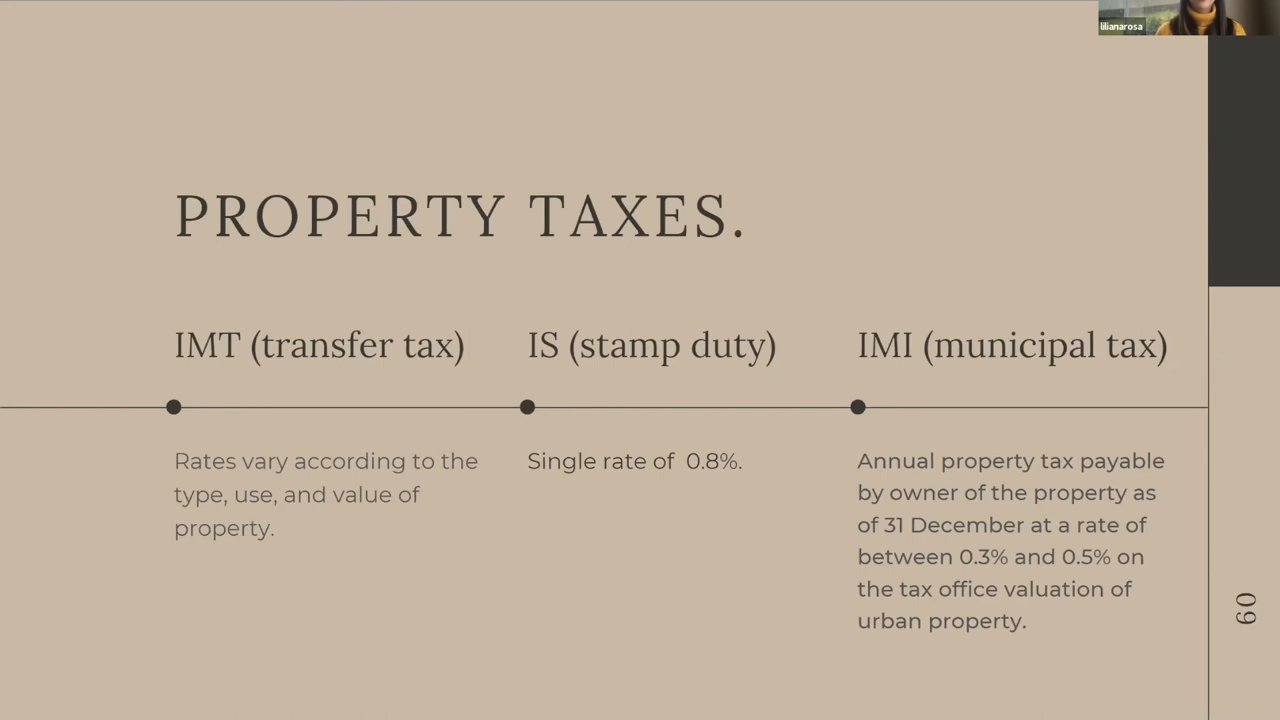 lilianarosa
PROPERTY TAXES.
IMT (transfer tax)
Rates vary according to the
type, use, and value of
property.
IS (stamp duty)
Single rate of 0.8%.
IMI (municipal tax)
Annual property tax payable
by owner of the property as
of 31 December at a rate of
between 0.3% and 0.5% on
the tax office valuation of
urban property.
09